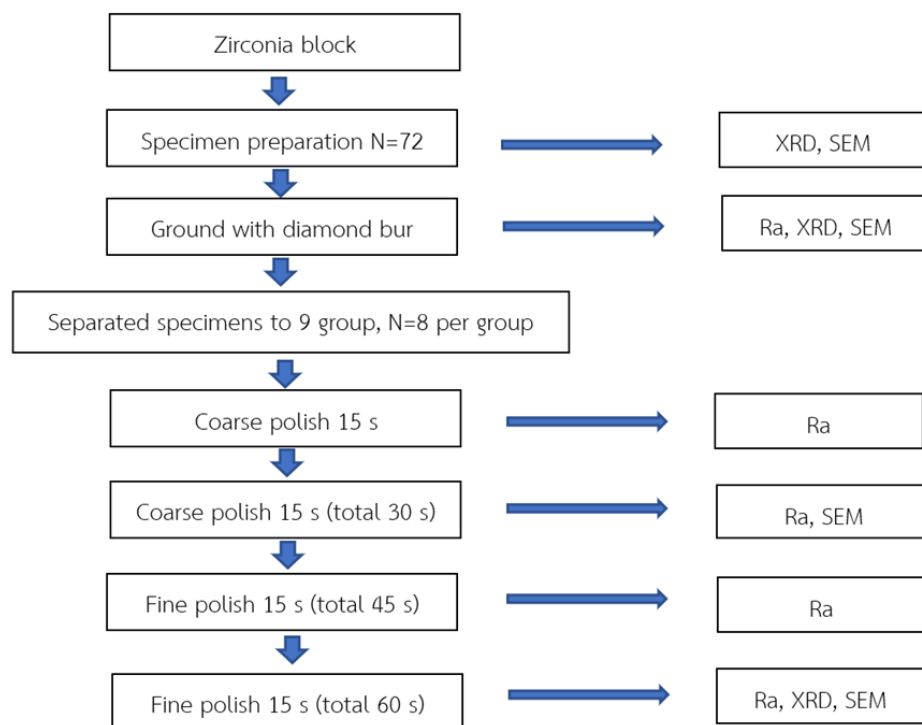 Zirconia block
Specimen preparation N=72
XRD, SEM
Ground with diamond bur
Ra, XRD, SEM
Separated specimens to 9 group, N=8 per group
Coarse polish 15 s
Ra
Coarse polish 15 s (total 30 s)
Ra, SEM
Fine polish 15 s (total 45 s)
Ra
Fine polish 15 s (total 60 s)
Ra, XRD, SEM